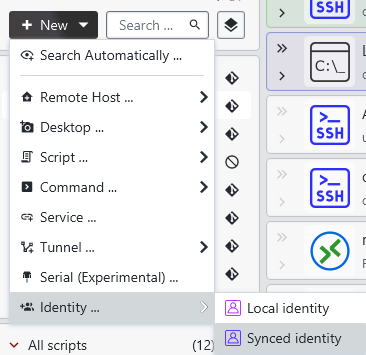 New
Search ...
Search Automatically ...
Remote Host ...
Desktop ...
Script ...
Command ...
Service ...
Tunnel ...
Serial (Experimental) ...
Identity ...
Local identity
Synced identity
All scripts
(12)
>_
SSH
C:\_
>_
SSH
>_
SSH